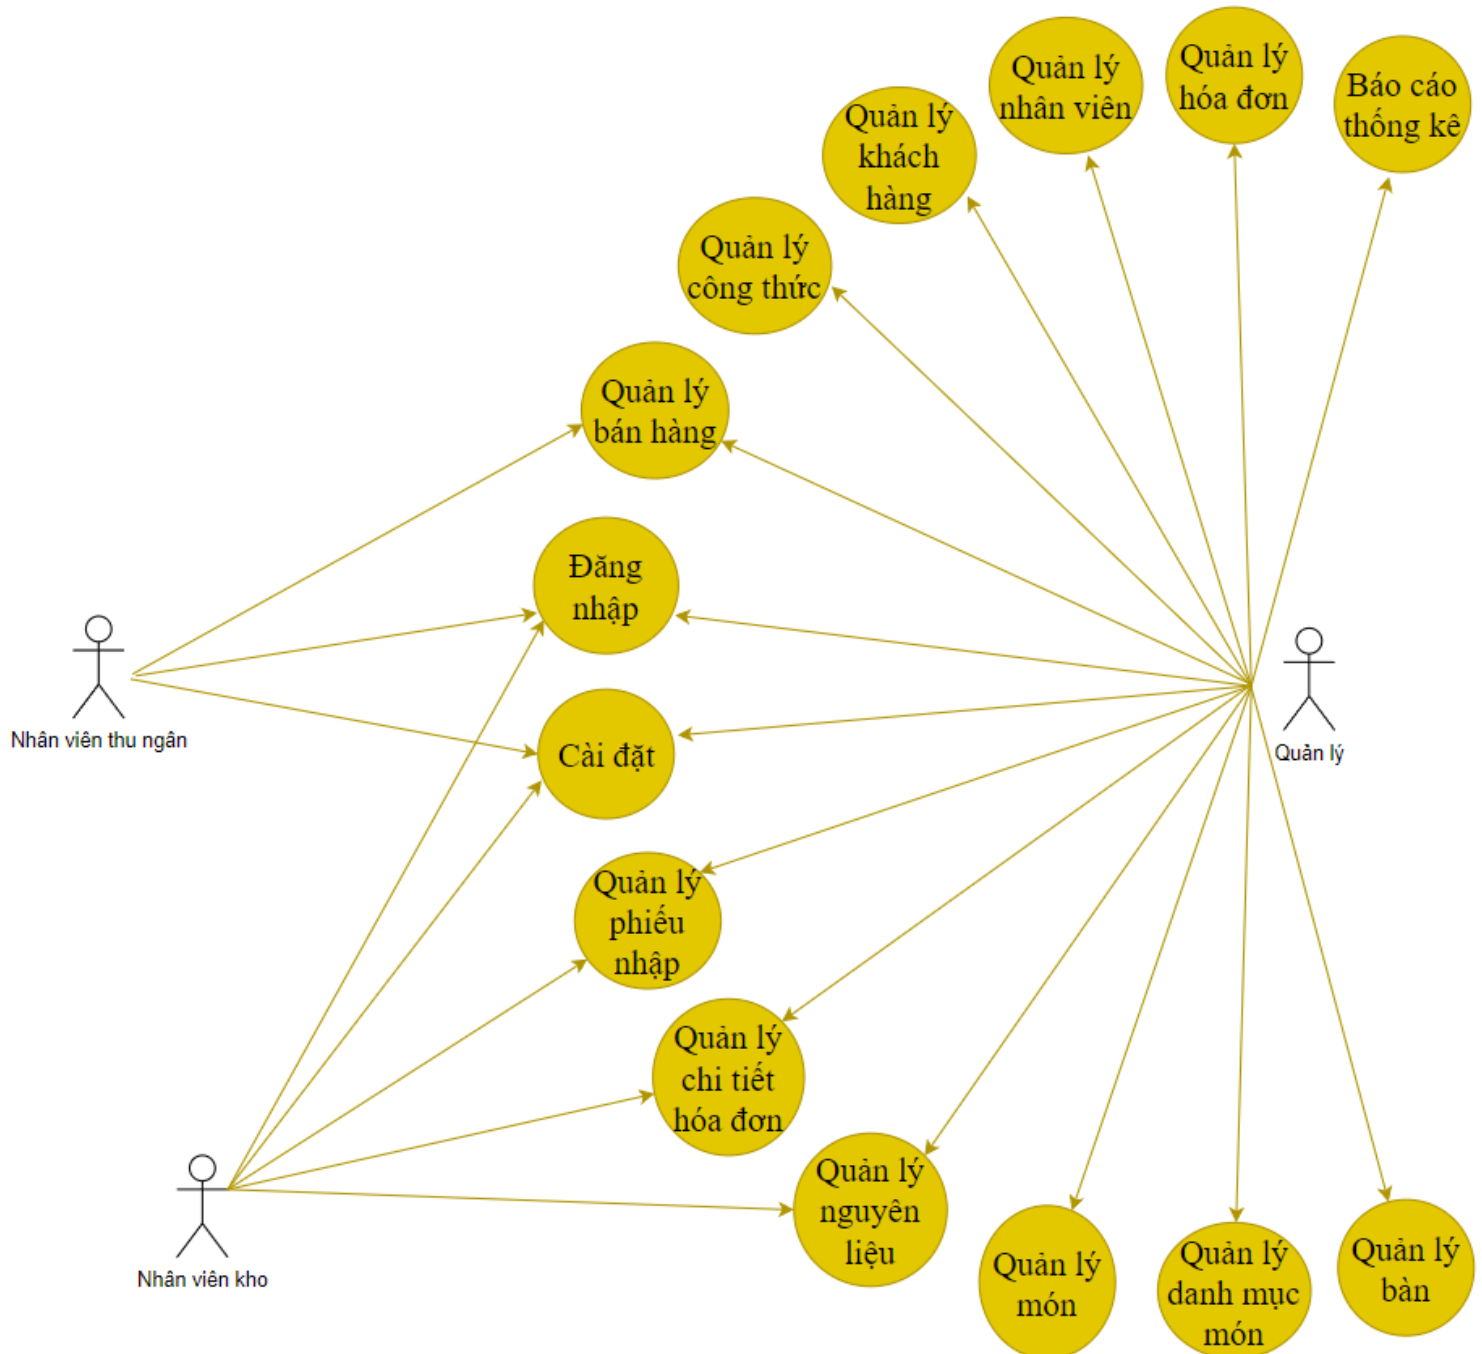 Quản lý
hóa đơn
Quản lý
nhân viên
Báo cáo
thống kê
Quản lý
khách
hàng
Quản lý
công thức
Quản lý
bán hàng
Đăng
nhập
Nhân viên thu ngân
Cài đặt
Quản lý
Quản lý
phiếu
nhập
Quản lý
chi tiết
hóa đơn
Quản lý
nguyên
liệu
Nhân viên kho
Quản lý
món
Quản lý
danh mục
món
Quản lý
bàn